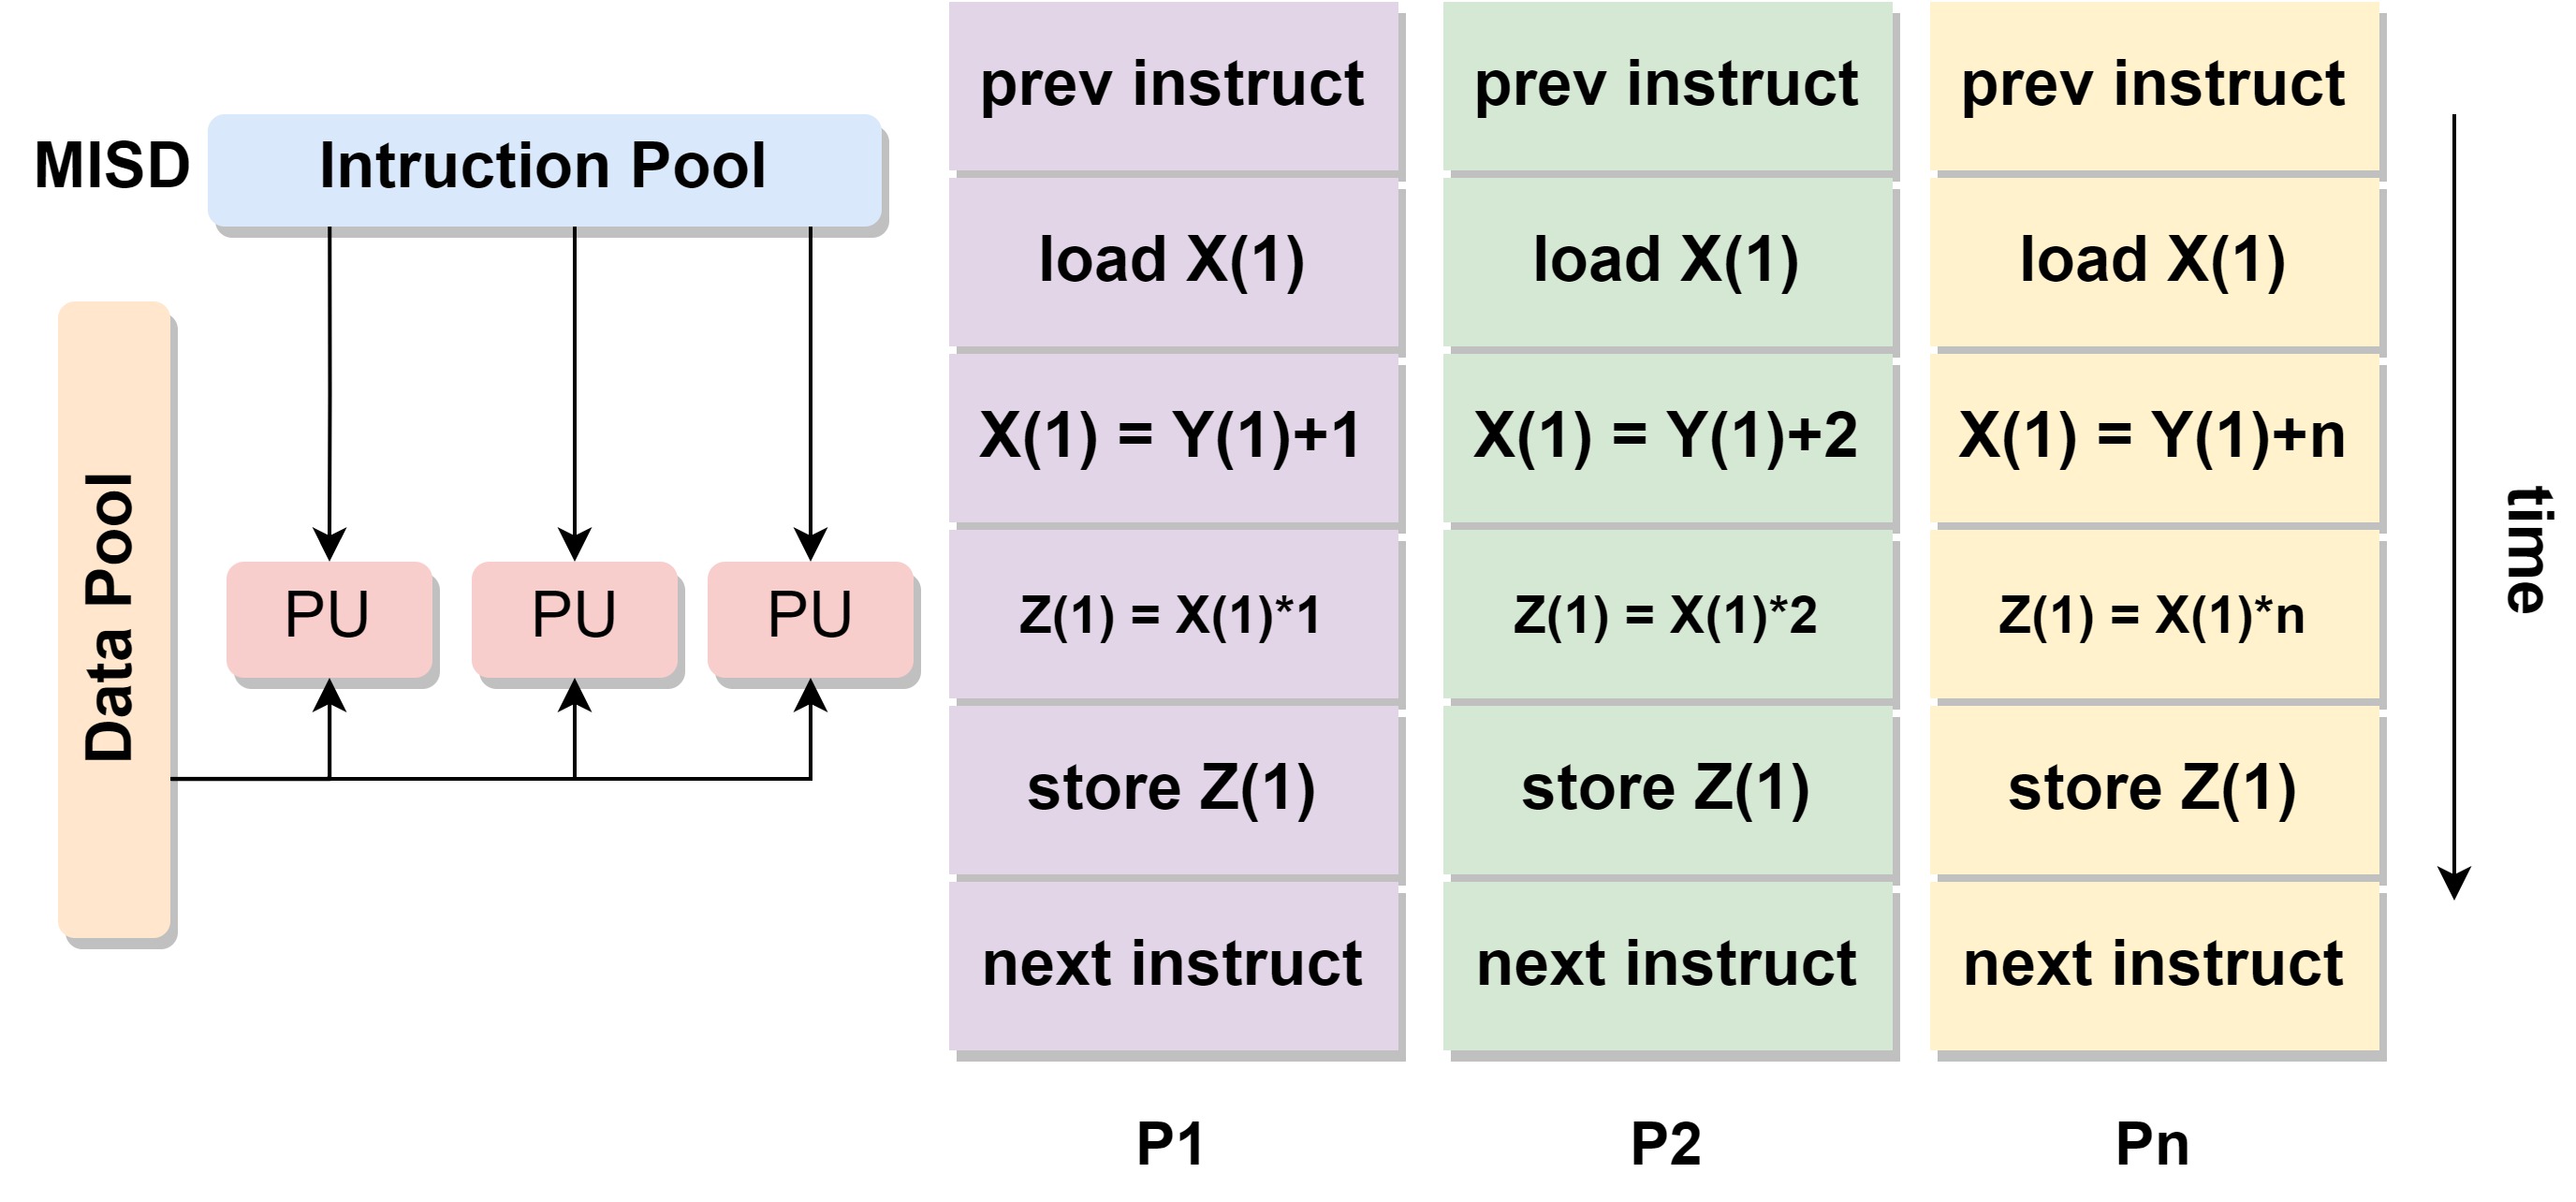 MISD
Intruction Pool
Data Pool
PU
PU
PU
prev instruct
load X(1)
X(1) = Y(1)+1
Z(1) = X(1)*1
store Z(1)
next instruct
P1
prev instruct
load X(1)
X(1) = Y(1)+2
Z(1) = X(1)*2
store Z(1)
next instruct
P2
prev instruct
load X(1)
X(1) = Y(1)+n
Z(1) = X(1)*n
store Z(1)
next instruct
Pn
time